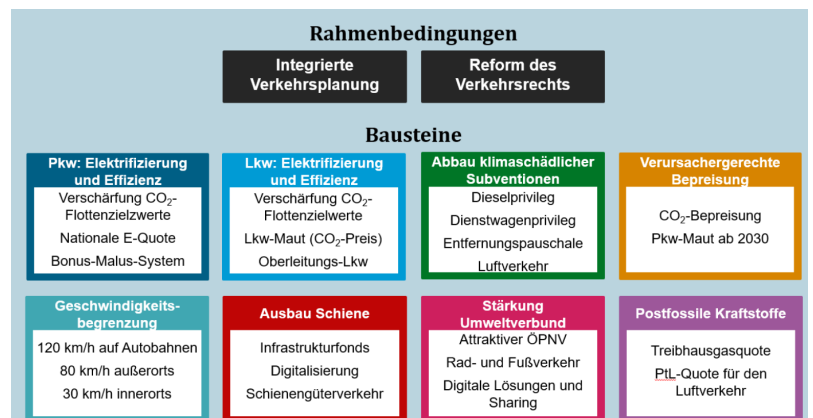 Rahmenbedingungen
Integrierte
Verkehrsplanung
Reform des
Verkehrsrechts
Bausteine
Pkw: Elektrifizierung
und Effizienz
Verschärfung CO₂-
Flottenzielzwerte
Nationale E-Quote
Bonus-Malus-System
Lkw: Elektrifizierung
und Effizienz
Verschärfung CO₂-
Flottenzielwerte
Lkw-Maut (CO₂-Preis)
Oberleitungs-Lkw
Abbau klimaschädlicher
Subventionen
Dieselprivileg
Dienstwagenprivileg
Entfernungspauschale
Luftverkehr
Verursachergerechte
Bepreisung
CO₂-Bepreisung
Pkw-Maut ab 2030
Geschwindigkeits-
begrenzung
120 km/h auf Autobahnen
80 km/h außerorts
30 km/h innerorts
Ausbau Schiene
Infrastrukturfonds
Digitalisierung
Schienengüterverkehr
Stärkung
Umweltverbund
Attraktiver ÖPNV
Rad- und Fußverkehr
Digitale Lösungen und
Sharing
Postfossile Kraftstoffe
Treibhausgasquote
PtL-Quote für den
Luftverkehr